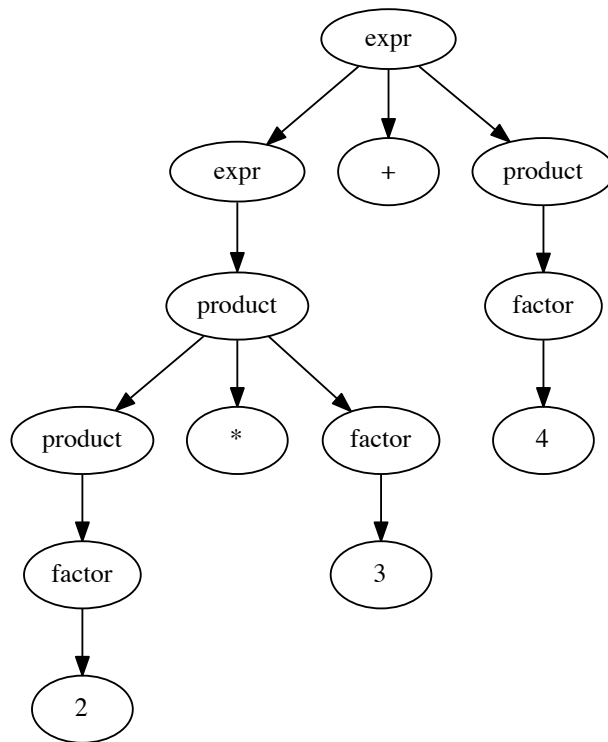 expr
expr + product
product factor
product * factor 4
factor 3
2